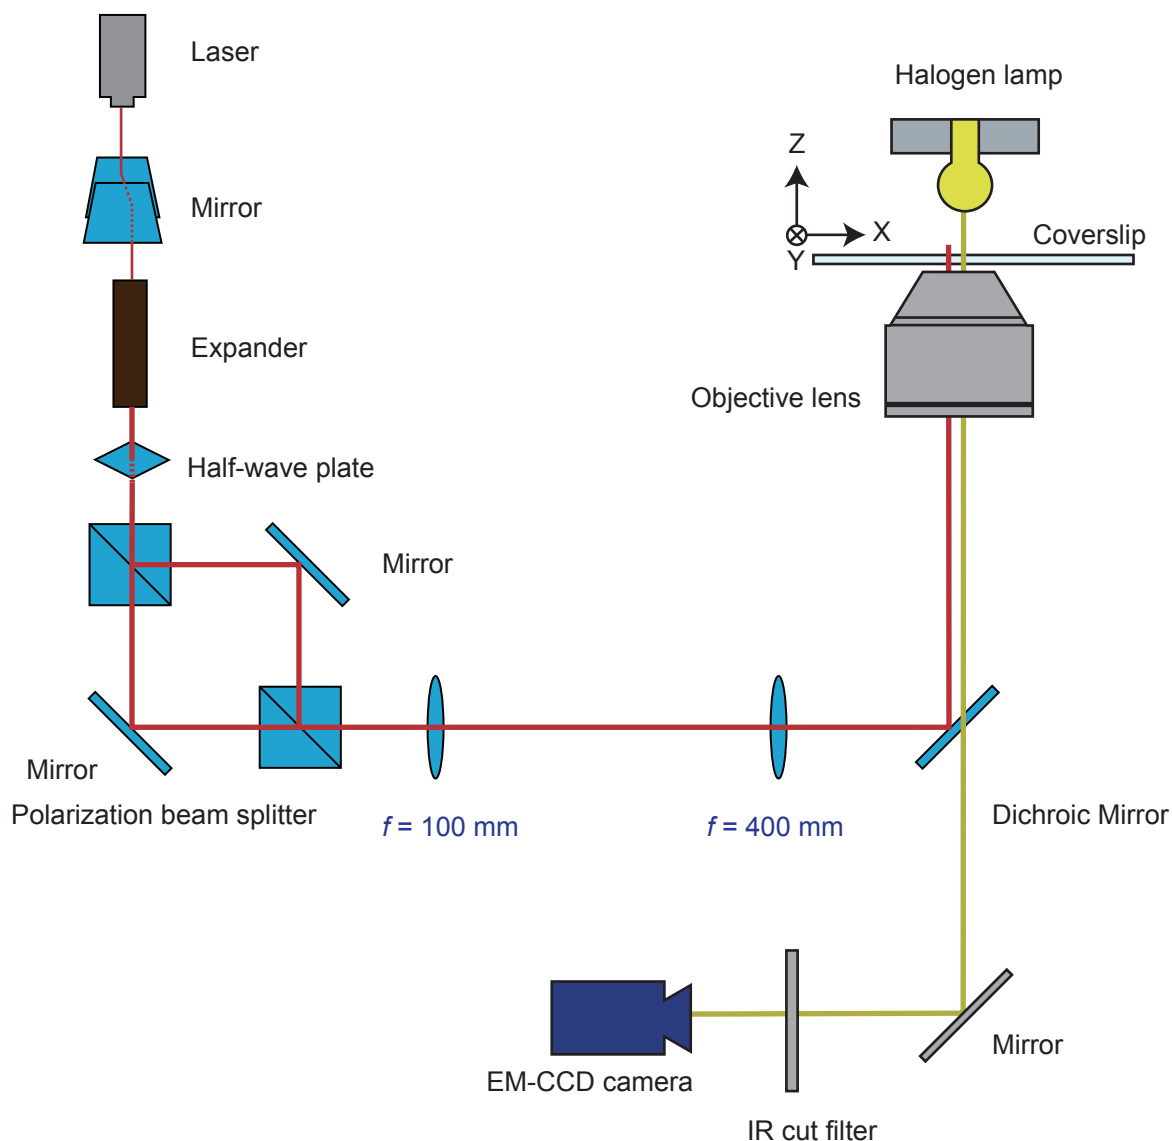 Laser
Halogen lamp
Z
Mirror
X
Coverslip
Y
Expander
Objective lens
Half-wave plate
Mirror
Mirror
Polarization beam splitter
f = 100 mm
f = 400 mm
Dichroic Mirror
Mirror
EM-CCD camera
IR cut filter